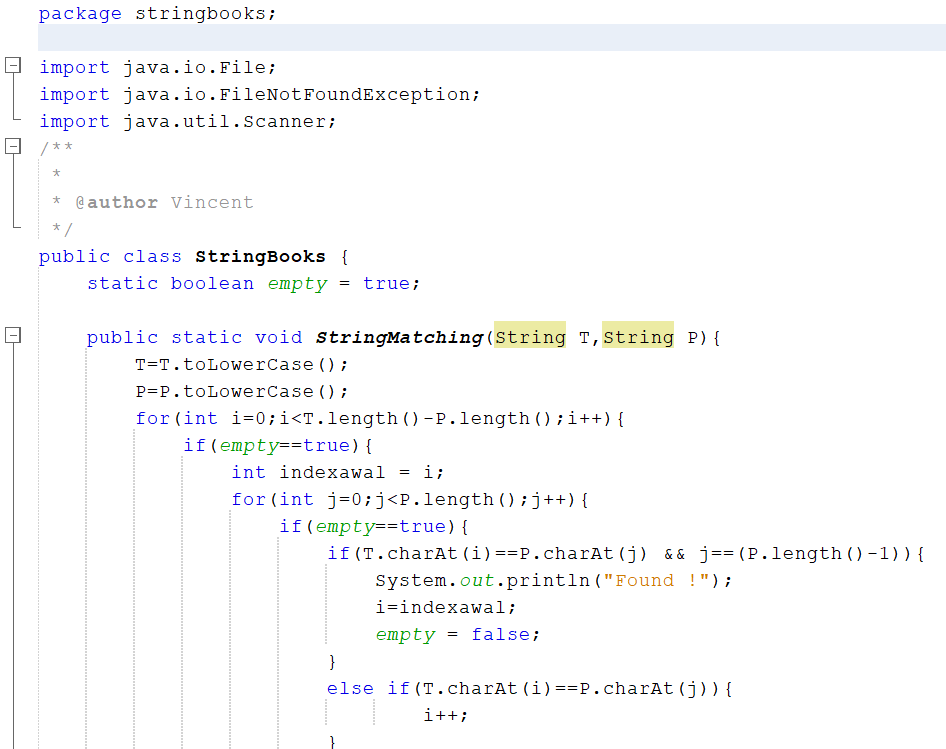 package stringbooks;
import java.io.File;
import java.io.FileNotFoundException;
import java.util.Scanner;
/**
 *
 * @author Vincent
 */
public class StringBooks {
    static boolean empty = true;
    public static void StringMatching(String T,String P){
        T=T.toLowerCase();
        P=P.toLowerCase();
        for(int i=0;i<T.length()-P.length();i++){
            if(empty==true){
                int indexawal = i;
                for(int j=0;j<P.length();j++){
                    if(empty==true){
                        if(T.charAt(i)==P.charAt(j) && j==(P.length()-1)){
                            System.out.println("Found !");
                            i=indexawal;
                            empty = false;
                        }
                        else if(T.charAt(i)==P.charAt(j)){
                                i++;
                        }